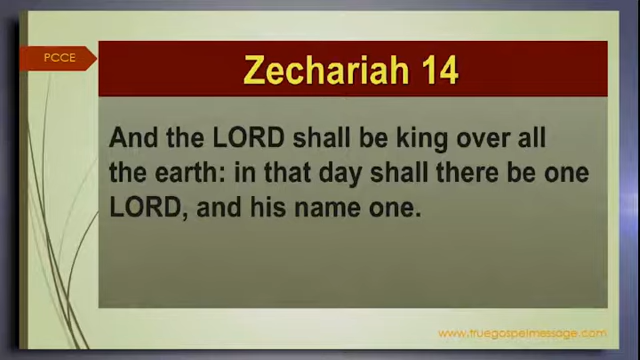 PCCE
Zechariah 14
And the LORD shall be king over all
the earth: in that day shall there be one
LORD, and his name one.
www.truegospelmessage.com